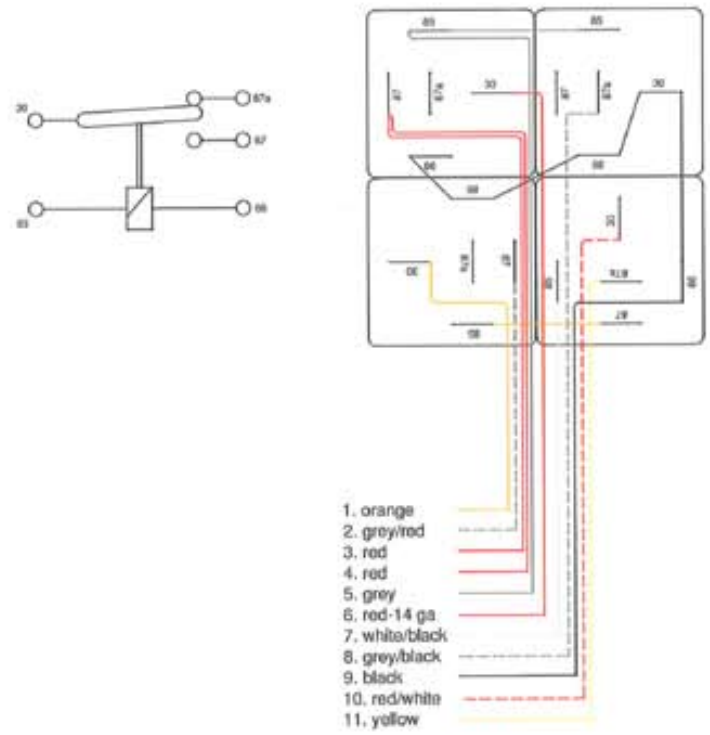 30
87a
87
85
86
85
85
87
87a
30
87
87a
30
86
86
86
30
87a
87
85
30
86
87a
87
86
1. orange
2. grey/red
3. red
4. red
5. grey
6. red-14 ga
7. white/black
8. grey/black
9. black
10. red/white
11. yellow